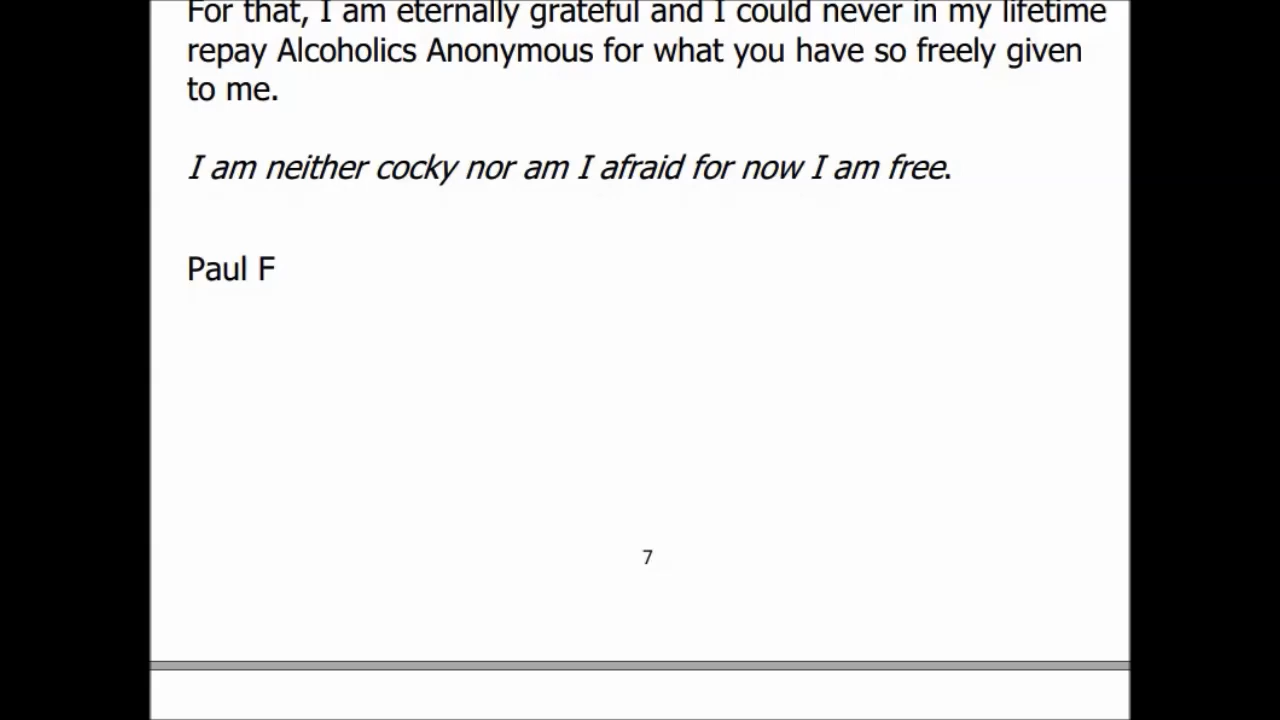 For that, I am eternally grateful and I could never in my lifetime
repay Alcoholics Anonymous for what you have so freely given
to me.
I am neither cocky nor am I afraid for now I am free.
Paul F
7